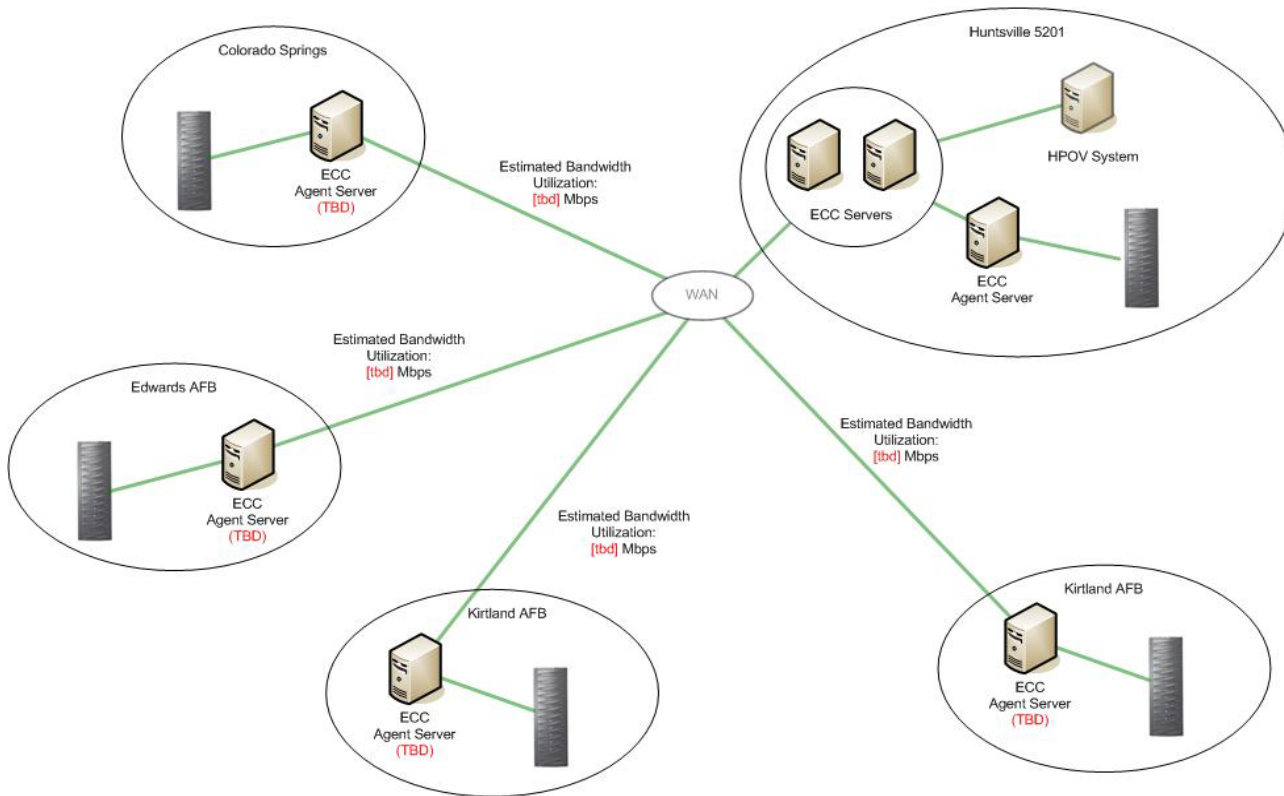 Colorado Springs
ECC
Agent Server
(TBD)
Estimated Bandwidth
Utilization:
[tbd] Mbps
Huntsville 5201
HPOV System
ECC Servers
ECC
Agent Server
WAN
Estimated Bandwidth
Utilization:
[tbd] Mbps
Edwards AFB
ECC
Agent Server
(TBD)
Estimated Bandwidth
Utilization:
[tbd] Mbps
Kirtland AFB
ECC
Agent Server
(TBD)
Estimated Bandwidth
Utilization:
[tbd] Mbps
Kirtland AFB
ECC
Agent Server
(TBD)